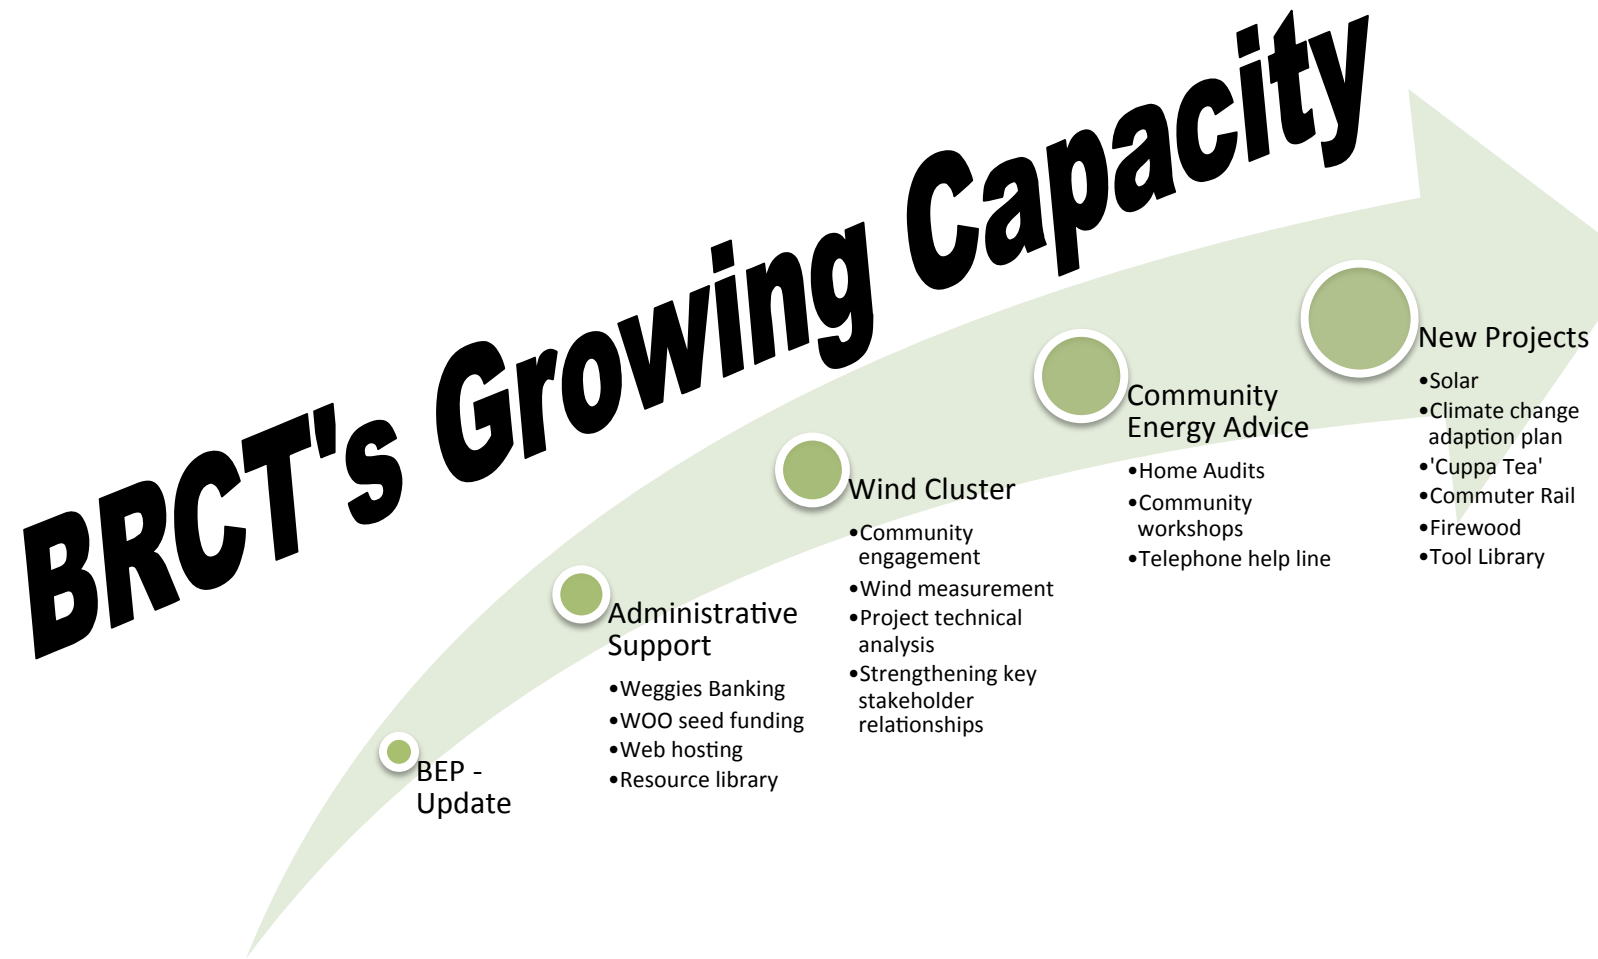 BRCT's Growing Capacity
BEP -
Update
Administrative
Support
•Weggies Banking
•WOO seed funding
•Web hosting
•Resource library
Wind Cluster
•Community
engagement
•Wind measurement
•Project technical
analysis
•Strengthening key
stakeholder
relationships
Community
Energy Advice
•Home Audits
•Community
workshops
•Telephone help line
New Projects
•Solar
•Climate change
adaption plan
•'Cuppa Tea'
•Commuter Rail
•Firewood
•Tool Library